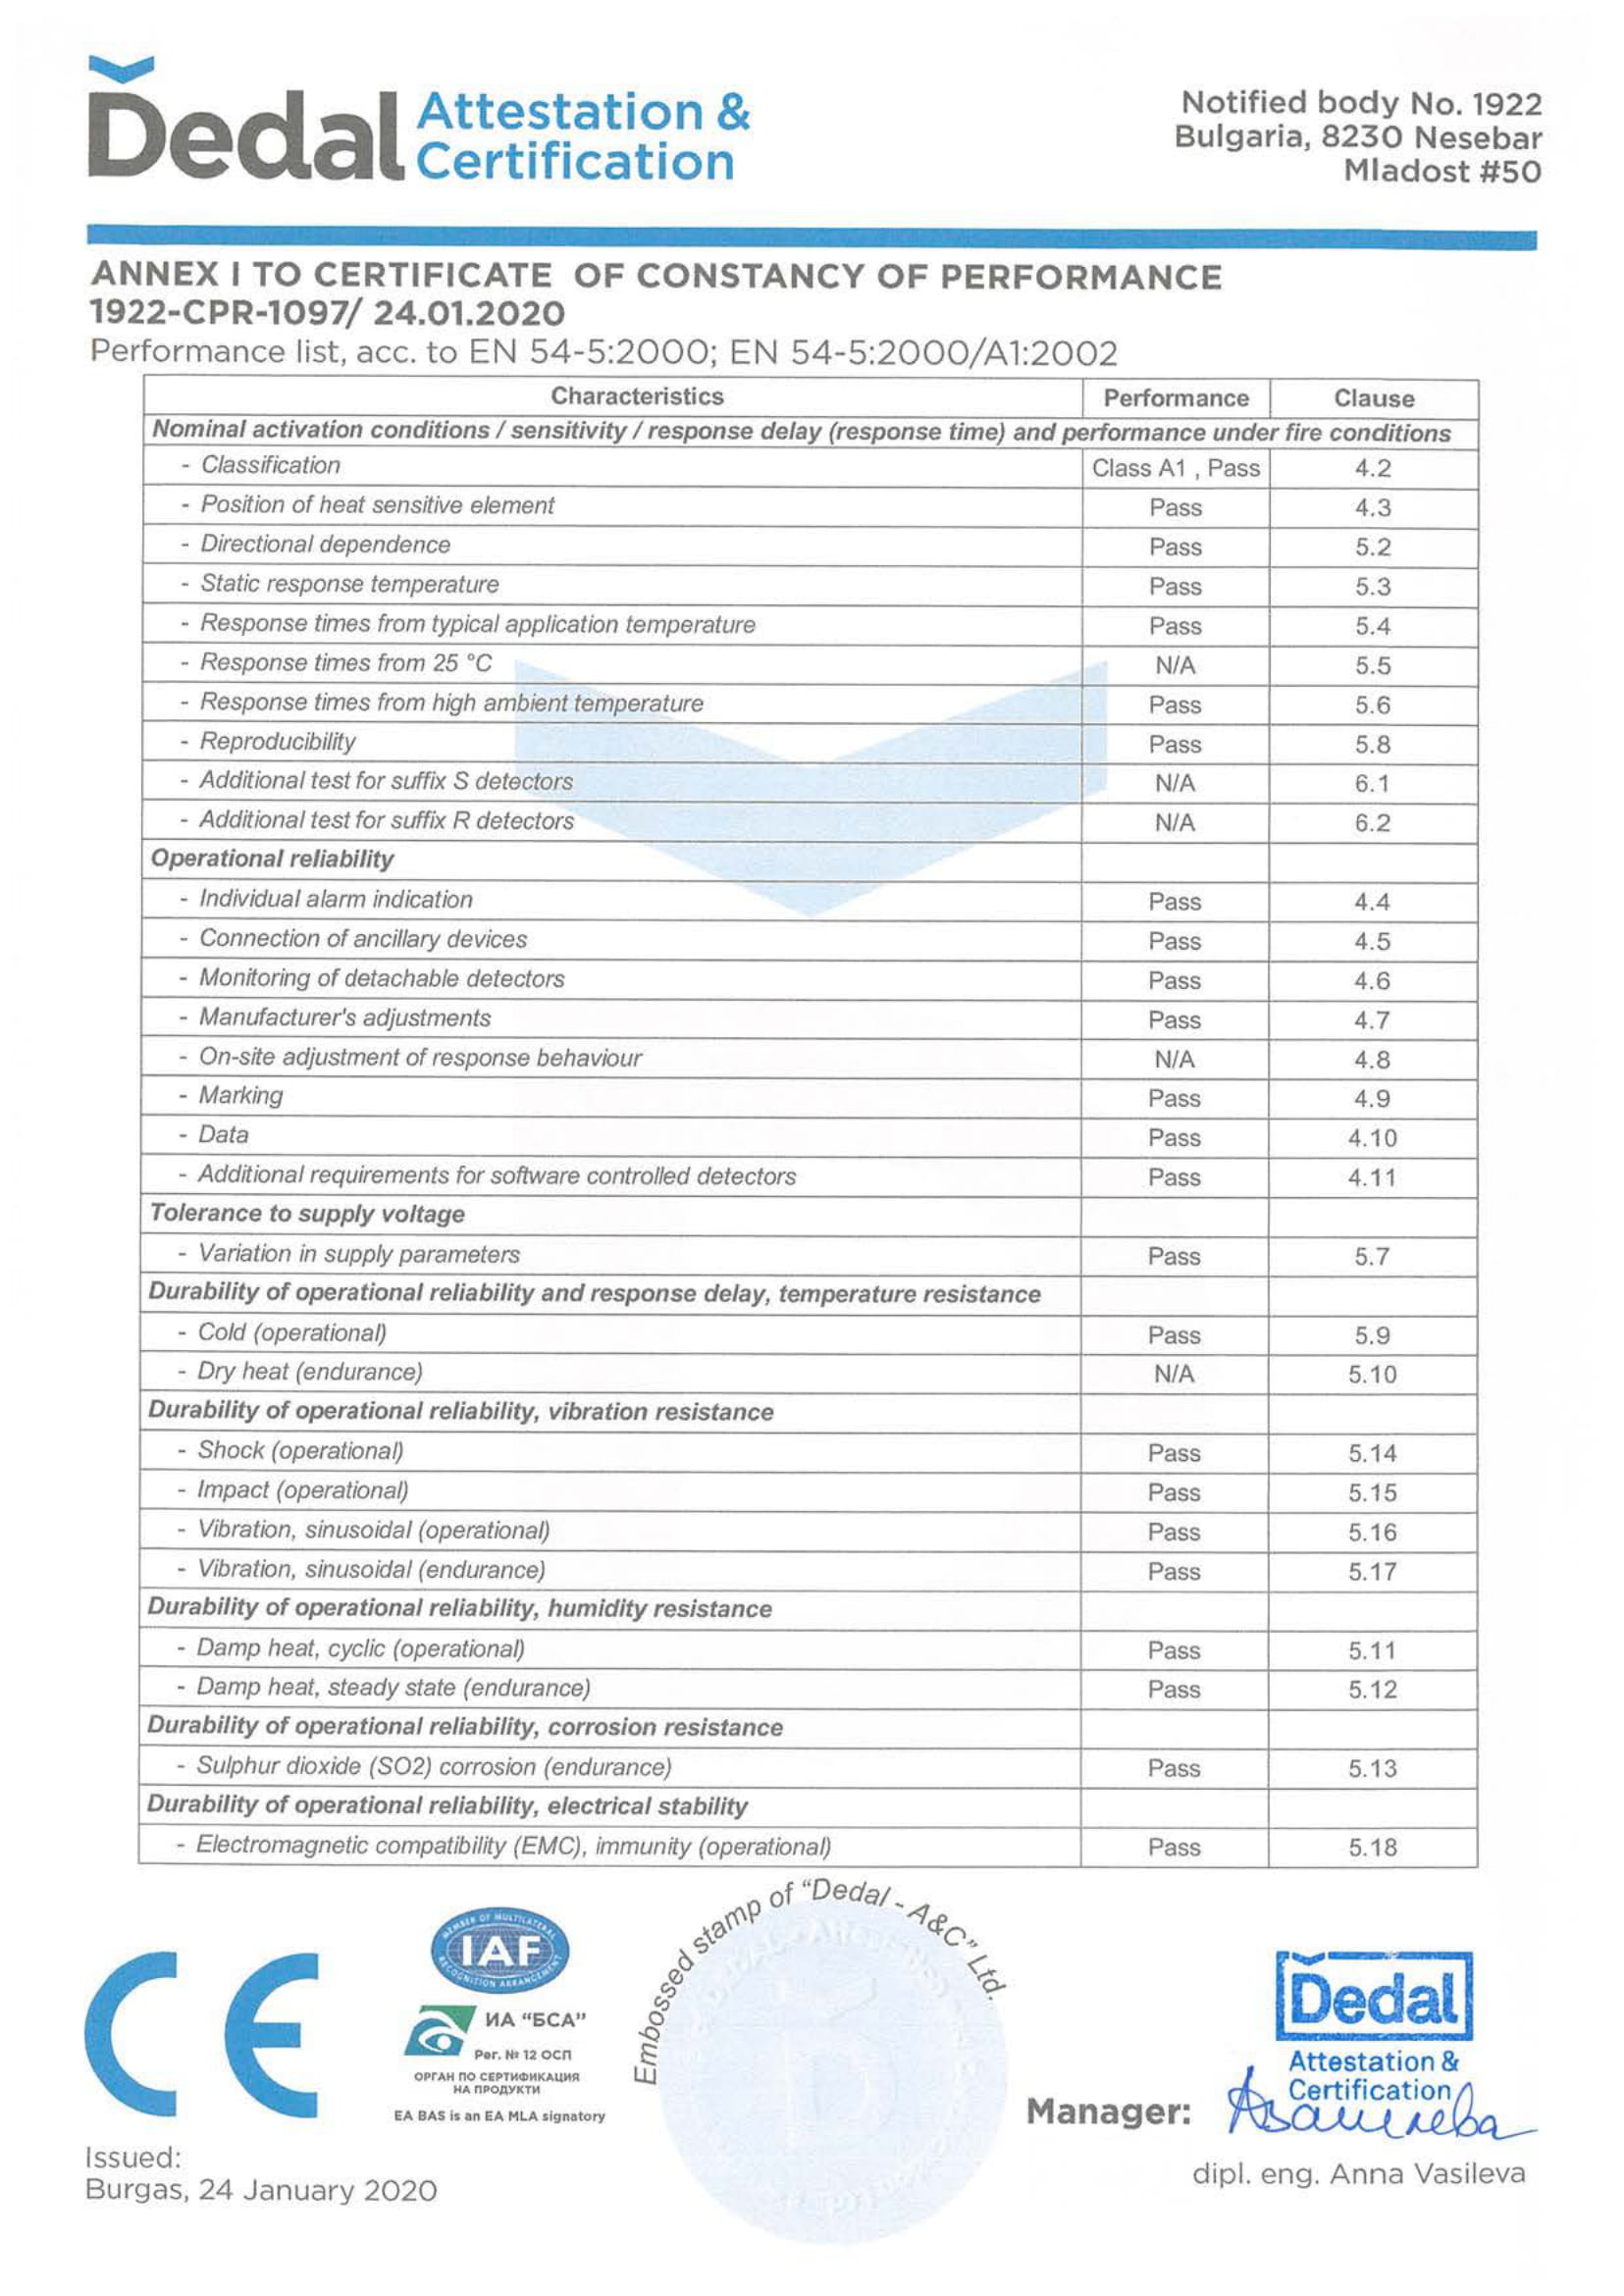 Dedal Attestation & Certification
Notified body No. 1922
Bulgaria, 8230 Nesebar
Mladost #50
ANNEX I TO CERTIFICATE OF CONSTANCY OF PERFORMANCE
1922-CPR-1097/ 24.01.2020
Performance list, acc. to EN 54-5:2000; EN 54-5:2000/A1:2002
Characteristics Performance Clause
Nominal activation conditions / sensitivity / response delay (response time) and performance under fire conditions
- Classification Class A1 , Pass 4.2
- Position of heat sensitive element Pass 4.3
- Directional dependence Pass 5.2
- Static response temperature Pass 5.3
- Response times from typical application temperature Pass 5.4
- Response times from 25 °C N/A 5.5
- Response times from high ambient temperature Pass 5.6
- Reproducibility Pass 5.8
- Additional test for suffix S detectors N/A 6.1
- Additional test for suffix R detectors N/A 6.2
Operational reliability
- Individual alarm indication Pass 4.4
- Connection of ancillary devices Pass 4.5
- Monitoring of detachable detectors Pass 4.6
- Manufacturer's adjustments Pass 4.7
- On-site adjustment of response behaviour N/A 4.8
- Marking Pass 4.9
- Data Pass 4.10
- Additional requirements for software controlled detectors Pass 4.11
Tolerance to supply voltage
- Variation in supply parameters Pass 5.7
Durability of operational reliability and response delay, temperature resistance
- Cold (operational) Pass 5.9
- Dry heat (endurance) N/A 5.10
Durability of operational reliability, vibration resistance
- Shock (operational) Pass 5.14
- Impact (operational) Pass 5.15
- Vibration, sinusoidal (operational) Pass 5.16
- Vibration, sinusoidal (endurance) Pass 5.17
Durability of operational reliability, humidity resistance
- Damp heat, cyclic (operational) Pass 5.11
- Damp heat, steady state (endurance) Pass 5.12
Durability of operational reliability, corrosion resistance
- Sulphur dioxide (SO2) corrosion (endurance) Pass 5.13
Durability of operational reliability, electrical stability
- Electromagnetic compatibility (EMC), immunity (operational) Pass 5.18
CE
MEMBER OF MULTILATERAL
IAF
RECOGNITION ARRANGEMENT
ИА "БСА"
Рег. № 12 ОСП
ОРГАН ПО СЕРТИФИКАЦИЯ
НА ПРОДУКТИ
EA BAS is an EA MLA signatory
Embossed stamp of "Dedal - A&C" Ltd.
Dedal
Attestation &
Certification
Manager:
dipl. eng. Anna Vasileva
Issued:
Burgas, 24 January 2020